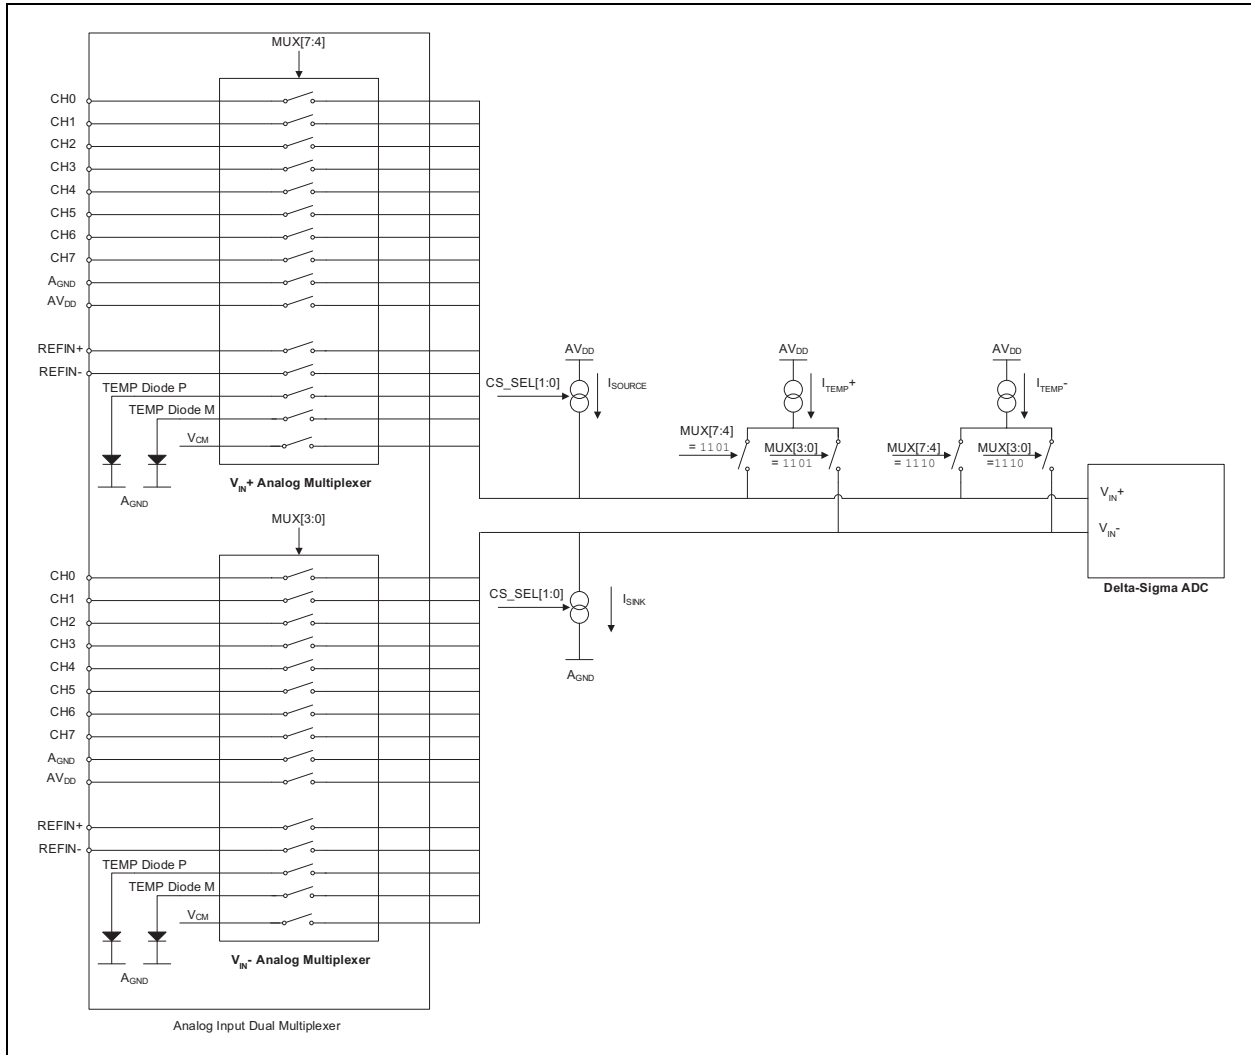 MUX[7:4]
CH0
CH1
CH2
CH3
CH4
CH5
CH6
CH7
AGND
AVDD
REFIN+
REFIN-
TEMP Diode P
TEMP Diode M
VCM
AGND
VIN+ Analog Multiplexer
CS_SEL[1:0]
AVDD
ISOURCE
AVDD
ITEMP+
AVDD
ITEMP-
MUX[7:4]
= 1101
MUX[3:0]
= 1101
MUX[7:4]
= 1110
MUX[3:0]
=1110
VIN+
VIN-
Delta-Sigma ADC
MUX[3:0]
CH0
CH1
CH2
CH3
CH4
CH5
CH6
CH7
AGND
AVDD
REFIN+
REFIN-
TEMP Diode P
TEMP Diode M
VCM
AGND
VIN- Analog Multiplexer
CS_SEL[1:0]
ISINK
AGND
Analog Input Dual Multiplexer